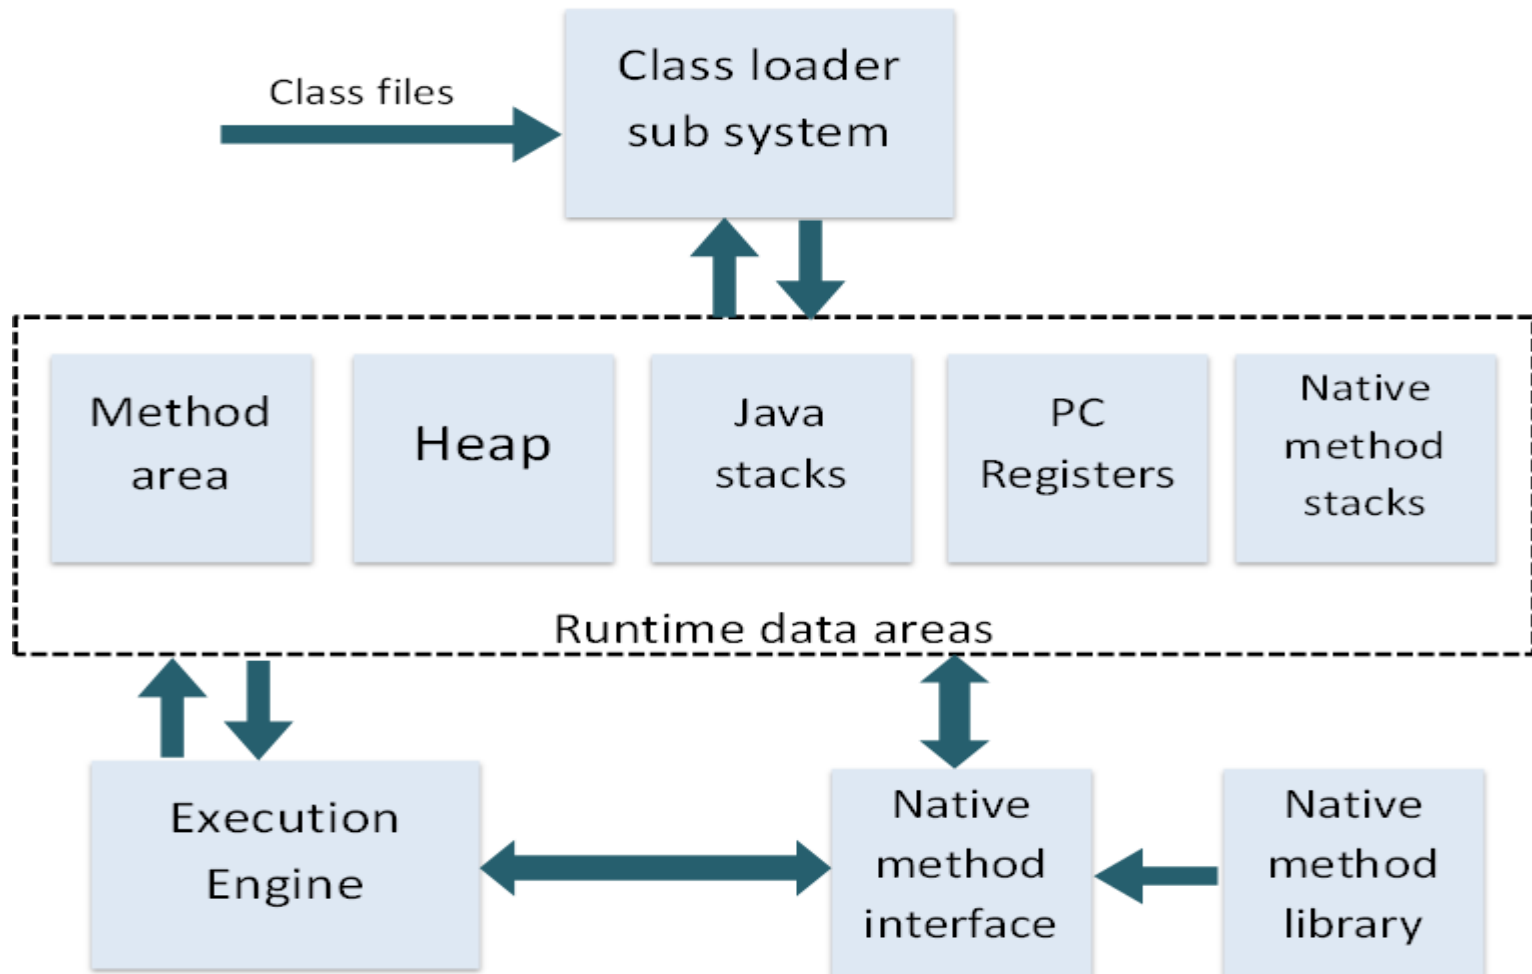 Class files
Class loader
sub system
Method
area
Heap
Java
stacks
PC
Registers
Native
method
stacks
Runtime data areas
Execution
Engine
Native
method
interface
Native
method
library